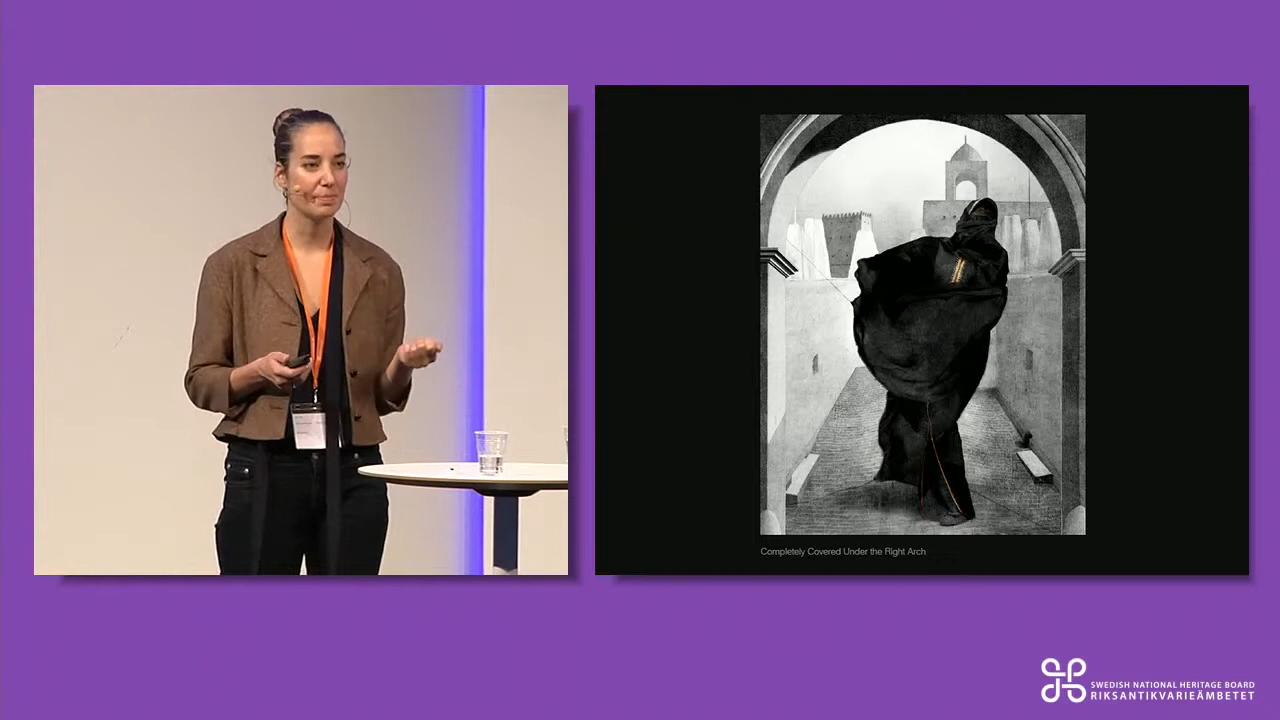 Completely Covered Under the Right Arch
SWEDISH NATIONAL HERITAGE BOARD
RIKSANTIKVARIEÄMBETET